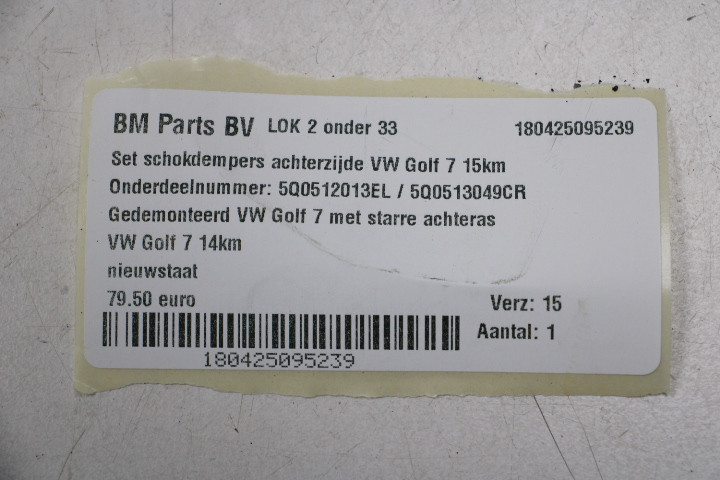 BM Parts BV LOK 2 onder 33 180425095239
Set schokdempers achterzijde VW Golf 7 15km
Onderdeelnummer: 5Q0512013EL / 5Q0513049CR
Gedemonteerd VW Golf 7 met starre achteras
VW Golf 7 14km
nieuwstaat
79.50 euro Verz: 15
Aantal: 1
180425095239